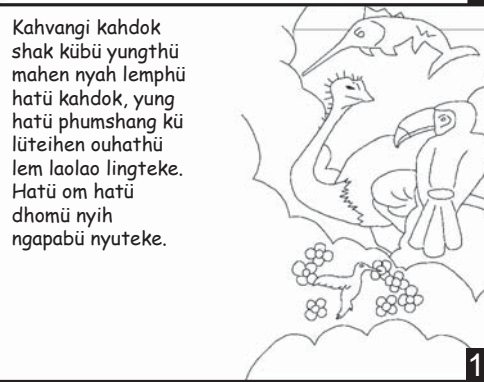 Kahvangi kahdok
shak kübü yungthü
mahen nyah lemphü
hatü kahdok, yung
hatü phumshang kü
lüteihen ouhathü
lem laolao lingteke.
Hatü om hatü
dhomü nyih
ngapabü nyuteke.
1